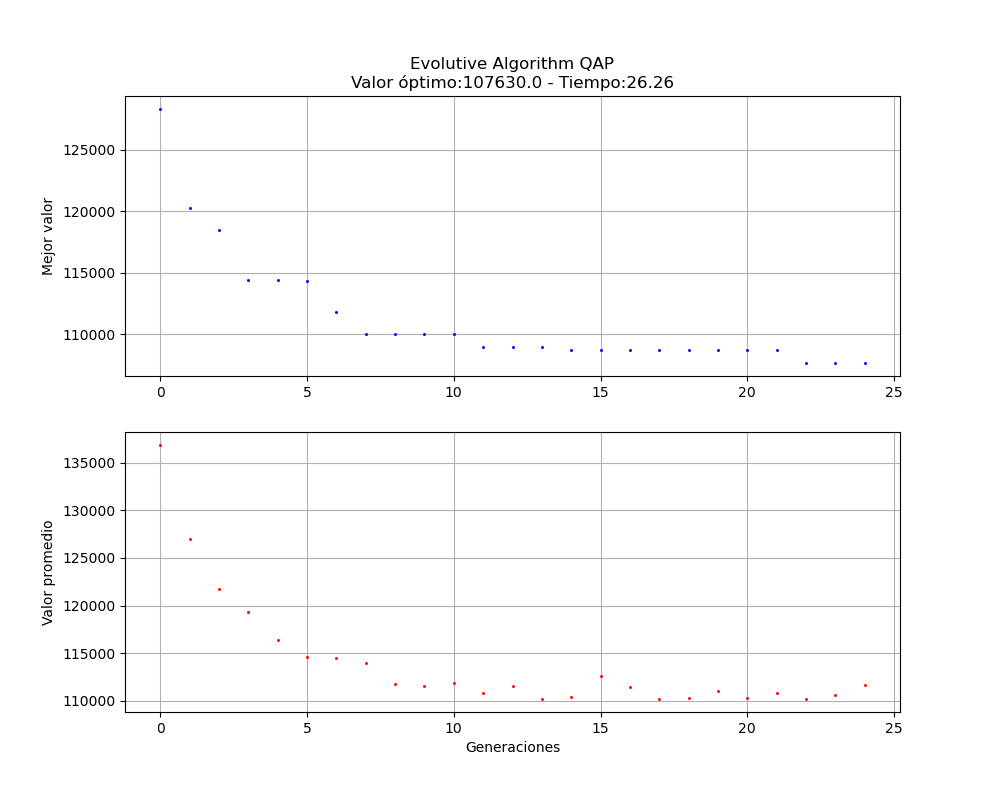 Evolutive Algorithm QAP
Valor óptimo:107630.0 - Tiempo:26.26
Mejor valor
125000
120000
115000
110000
0 5 10 15 20 25
Valor promedio
135000
130000
125000
120000
115000
110000
0 5 10 15 20 25
Generaciones